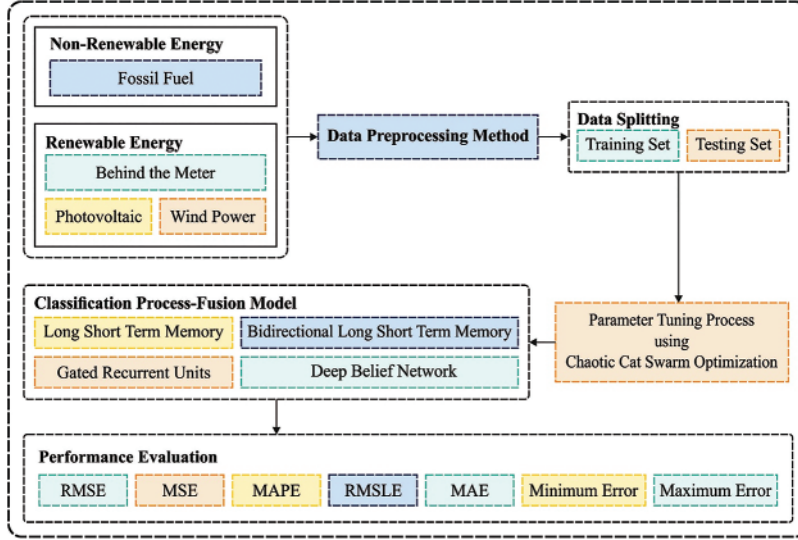 Non-Renewable Energy
Fossil Fuel
Renewable Energy
Behind the Meter
Photovoltaic
Wind Power
Data Preprocessing Method
Data Splitting
Training Set
Testing Set
Parameter Tuning Process
using
Chaotic Cat Swarm Optimization
Classification Process-Fusion Model
Long Short Term Memory
Bidirectional Long Short Term Memory
Gated Recurrent Units
Deep Belief Network
Performance Evaluation
RMSE
MSE
MAPE
RMSLE
MAE
Minimum Error
Maximum Error